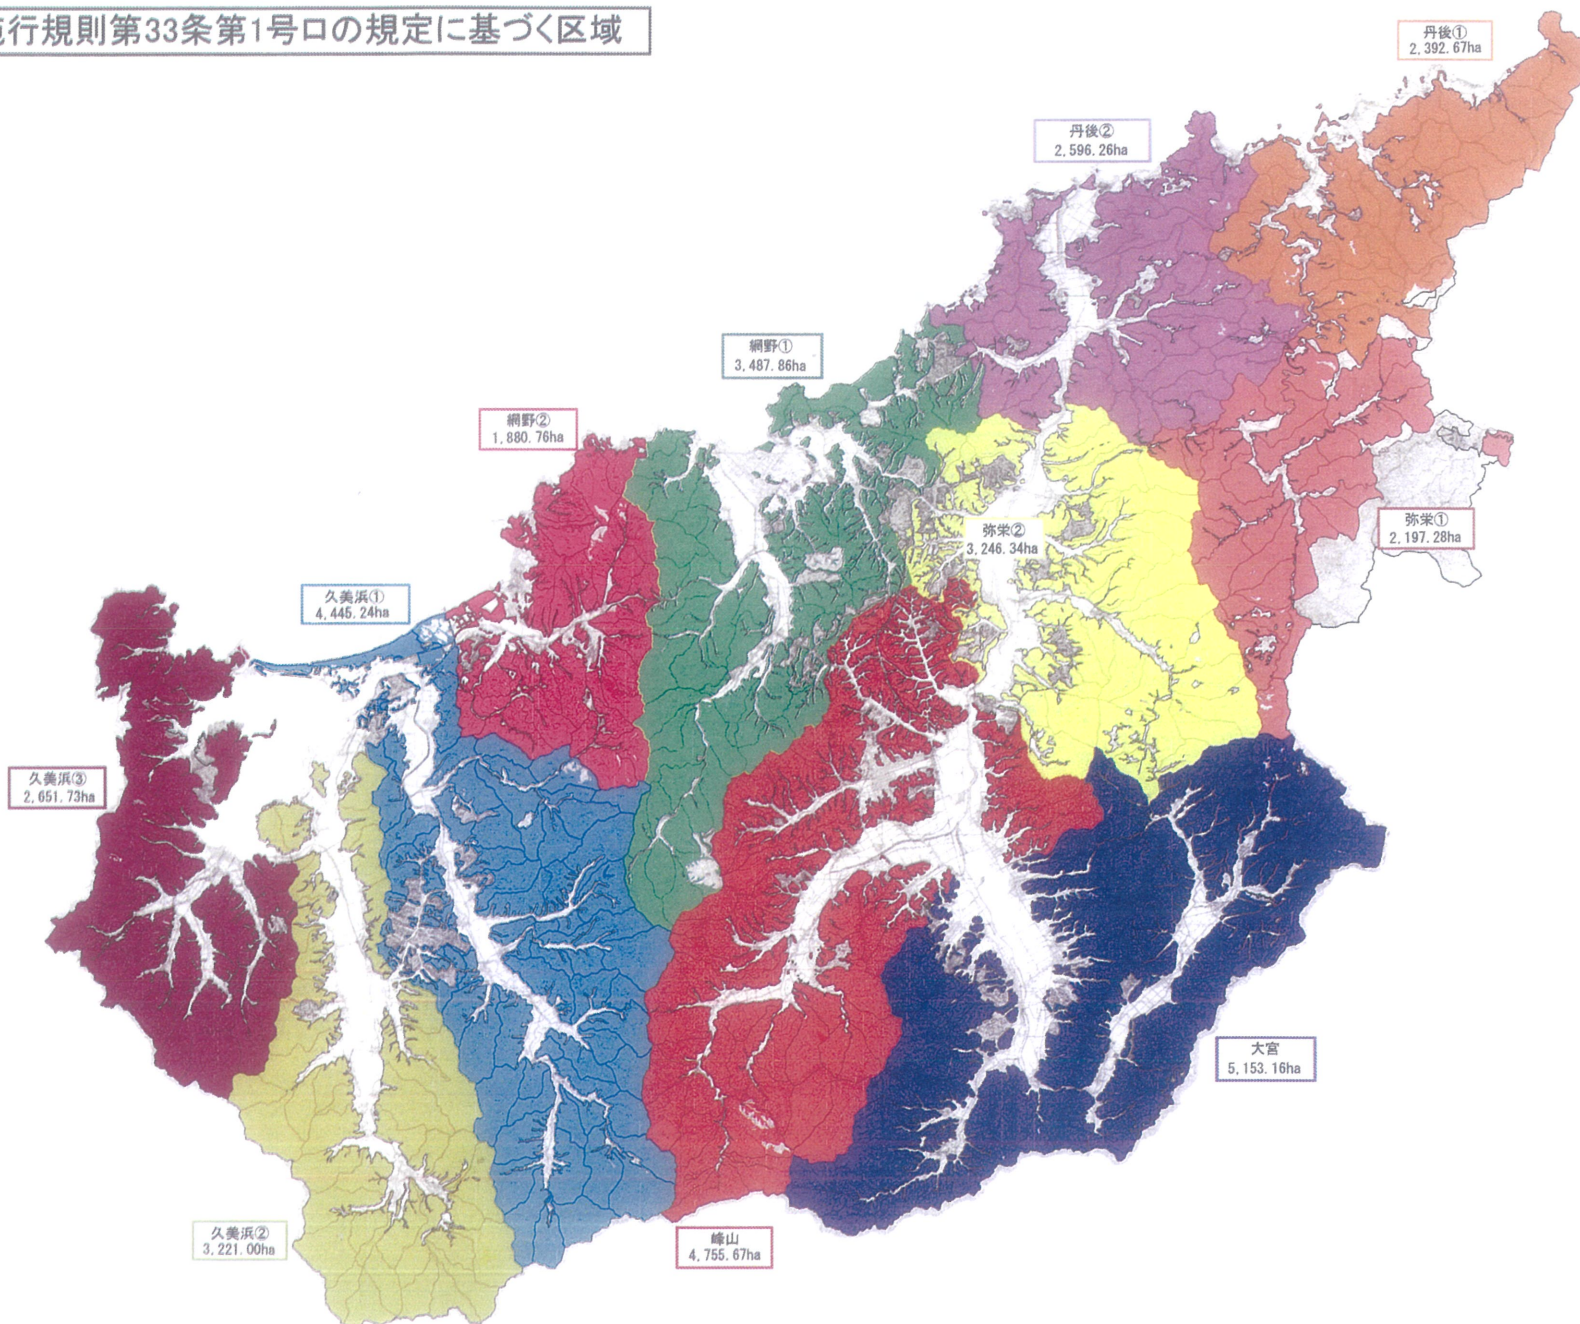 行規則第33条第1号ロの規定に基づく区域
丹後①
2,392.67ha
丹後②
2,596.26ha
網野①
3,487.86ha
網野②
1,880.76ha
弥栄②
3,246.34ha
弥栄①
2,197.28ha
久美浜①
4,445.24ha
久美浜③
2,651.73ha
大宮
5,153.16ha
久美浜②
3,221.00ha
峰山
4,755.67ha